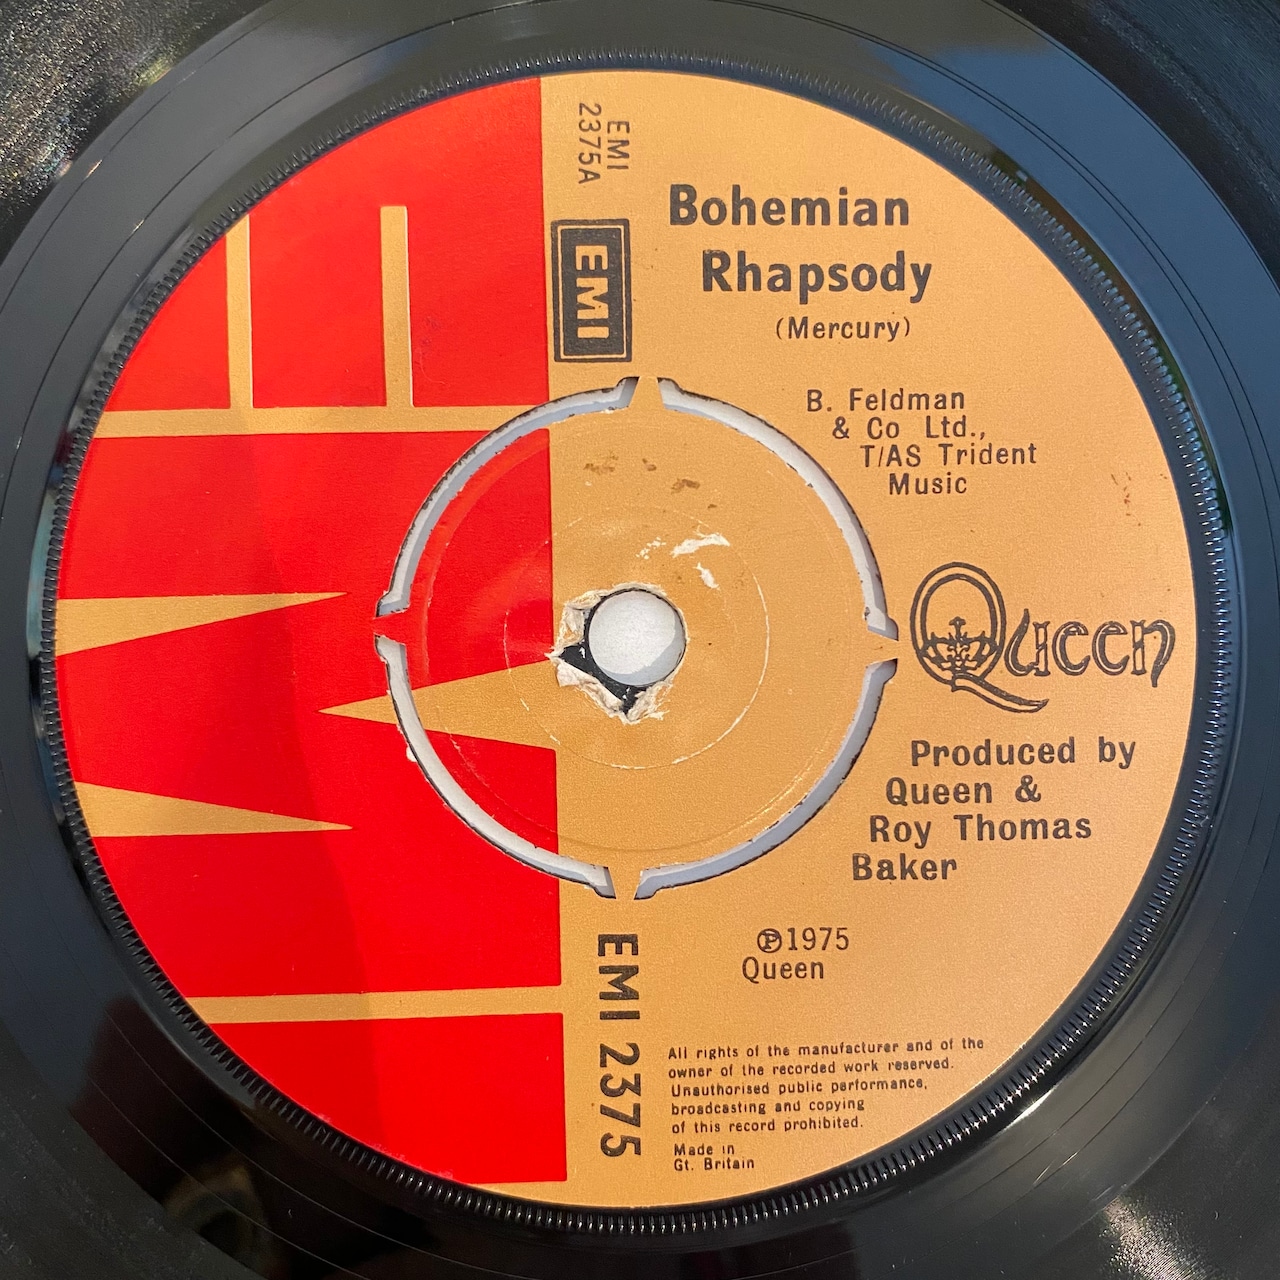 EMI
2375A
EMI
Bohemian
Rhapsody
(Mercury)
B. Feldman
& Co Ltd.,
T/AS Trident
Music
Queen
Produced by
Queen &
Roy Thomas
Baker
℗1975
Queen
EMI 2375
All rights of the manufacturer and of the
owner of the recorded work reserved.
Unauthorised public performance,
broadcasting and copying
of this record prohibited.
Made in
Gt. Britain